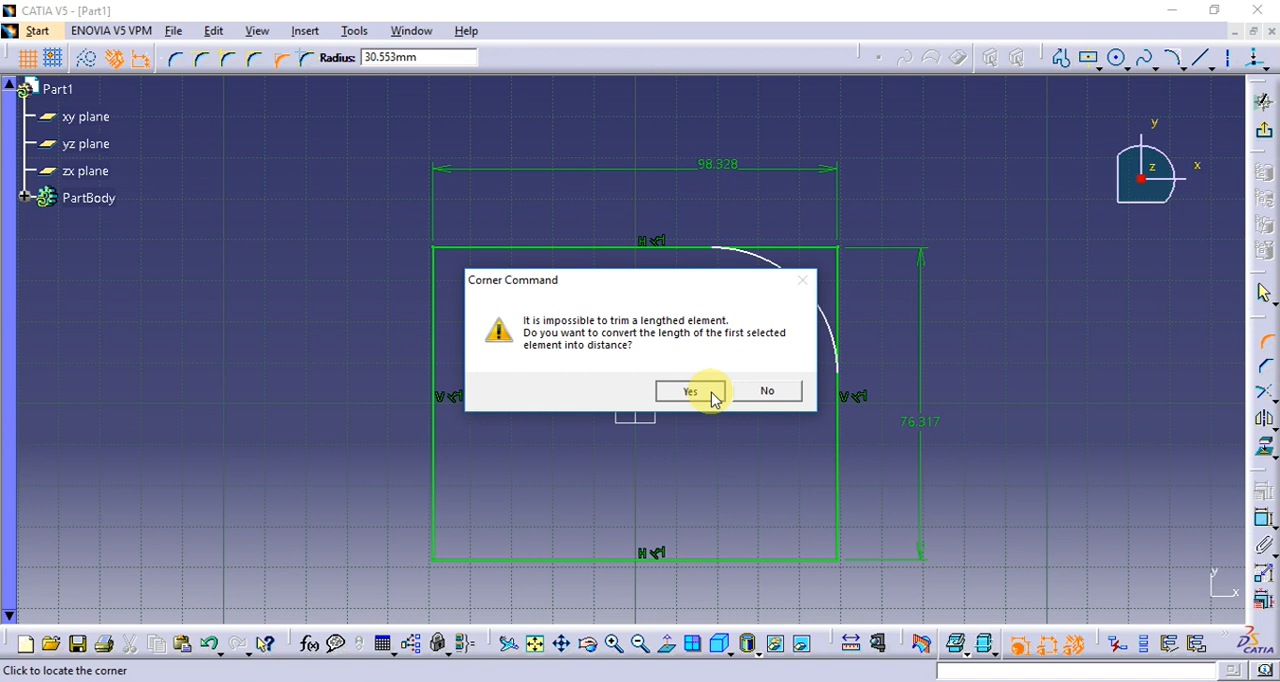 CATIA V5 - [Part1]
Start ENOVIA V5 VPM File Edit View Insert Tools Window Help
Radius: 30.553mm
Part1
xy plane
yz plane
zx plane
PartBody
y
z x
98.328
H
Corner Command
It is impossible to trim a lengthed element.
Do you want to convert the length of the first selected
element into distance?
Yes No
V V
76.317
H
y
x
f(x)
CATIA
Click to locate the corner